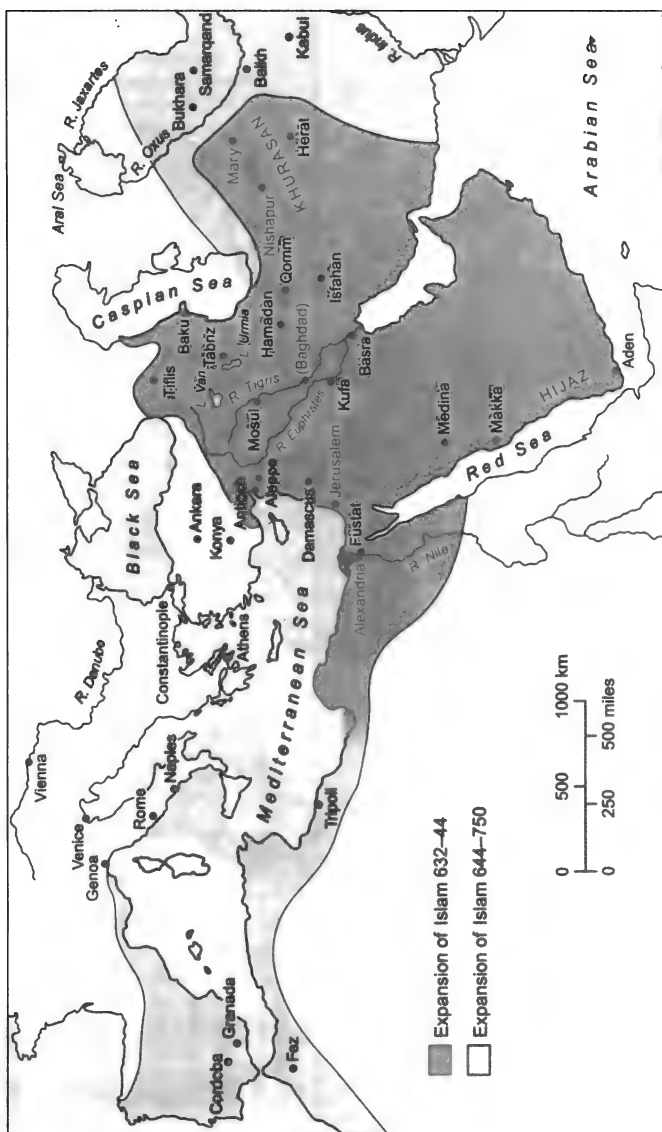 Vienna
R. Danube
Venice
Genoa
Rome
Naples
Black Sea
Constantinople
Athens
Ankara
Konya
Mediterranean Sea
Tripoli
Cordoba
Granada
Fez
Aral Sea
R. Jaxartes
R. Oxus
Bukhara
Samarqand
Balkh
Kabul
R. Indus
Caspian Sea
Tiflis
Baku
L. Van
Tabriz
L. Urmia
Mary
Nishapur
KHURASAN
Herat
Qomm
Hamadan
Isfahan
R. Tigris
Mosul
(Baghdad)
R. Euphrates
Kufa
Basra
Antioch
Aleppo
Damascus
Jerusalem
Fustat
Alexandria
R. Nile
Medina
Makka
HIJAZ
Red Sea
Aden
Arabian Sea
Expansion of Islam 632–44
Expansion of Islam 644–750
0 500 1000 km
0 250 500 miles